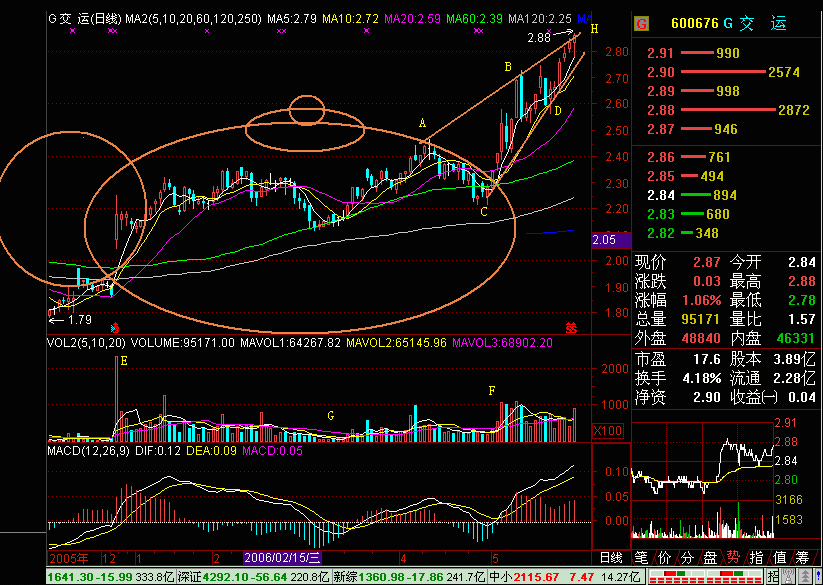 G交 运(日线) MA2(5,10,20,60,120,250) MA5:2.79 MA10:2.72 MA20:2.59 MA60:2.39 MA120:2.25 MA
G 600676 G 交 运
2.88 H
2.80
2.70
2.60
2.50
2.40
2.30
2.20
2.05
2.00
1.90
1.80
B
D
A
C
1.79
2.91 990
2.90 2574
2.89 998
2.88 2872
2.87 946
2.86 761
2.85 494
2.84 894
2.83 680
2.82 348
现价 2.87 今开 2.84
涨跌 0.03 最高 2.88
涨幅 1.06% 最低 2.78
总量 95171 量比 1.57
外盘 48840 内盘 46331
市盈 17.6 股本 3.89亿
换手 4.18% 流通 2.28亿
净资 2.90 收益㈠ 0.04
VOL2(5,10,20) VOLUME:95171.00 MAVOL1:64267.82 MAVOL2:65145.96 MAVOL3:68902.20
E
F
G
2000
1000
X100
MACD(12,26,9) DIF:0.12 DEA:0.09 MACD:0.05
0.10
0.05
0.00
2.91
2.88
2.84
2.80
3166
1583
2005年 12 1 2 2006/02/15/三 4 5 日线
笔 价 分 盘 势 指 值 筹
1641.30 -15.99 333.8亿 深证 4292.10 -56.64 220.8亿 新综 1360.98 -17.86 241.7亿 中小 2115.67 7.47 14.27亿
招